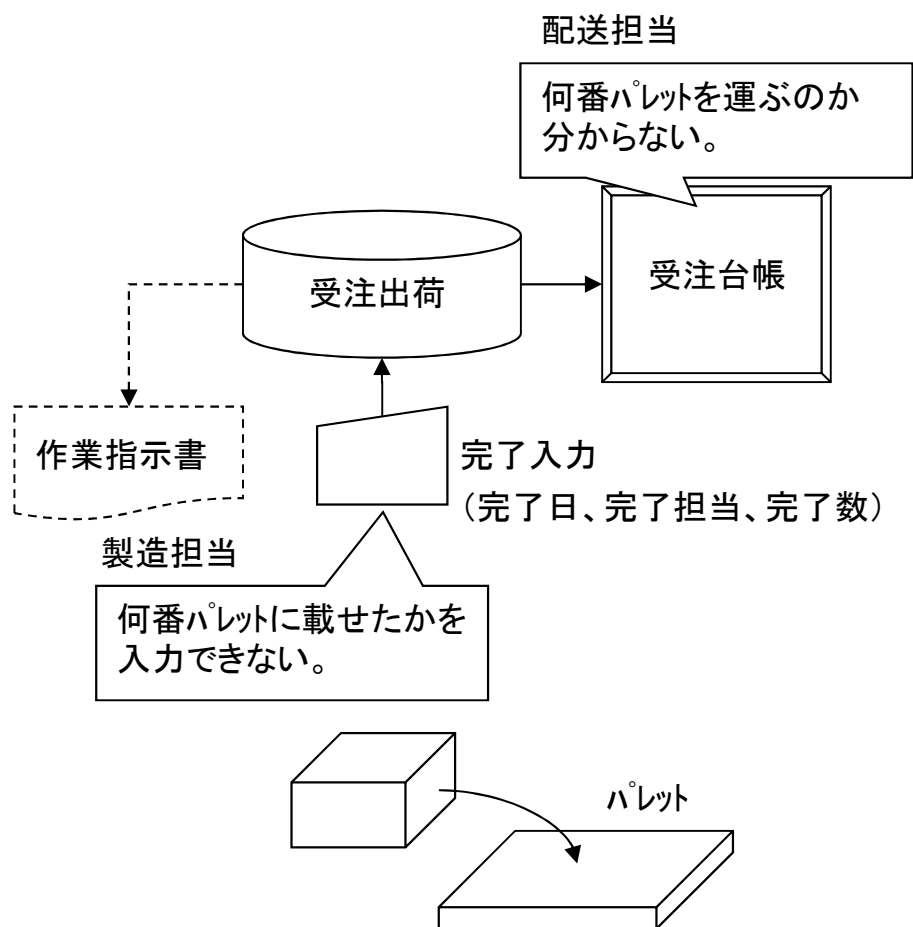 配送担当
何番ﾊﾟﾚｯﾄを運ぶのか
分からない。
受注出荷
受注台帳
作業指示書
完了入力
（完了日、完了担当、完了数）
製造担当
何番ﾊﾟﾚｯﾄに載せたかを
入力できない。
ﾊﾟﾚｯﾄ